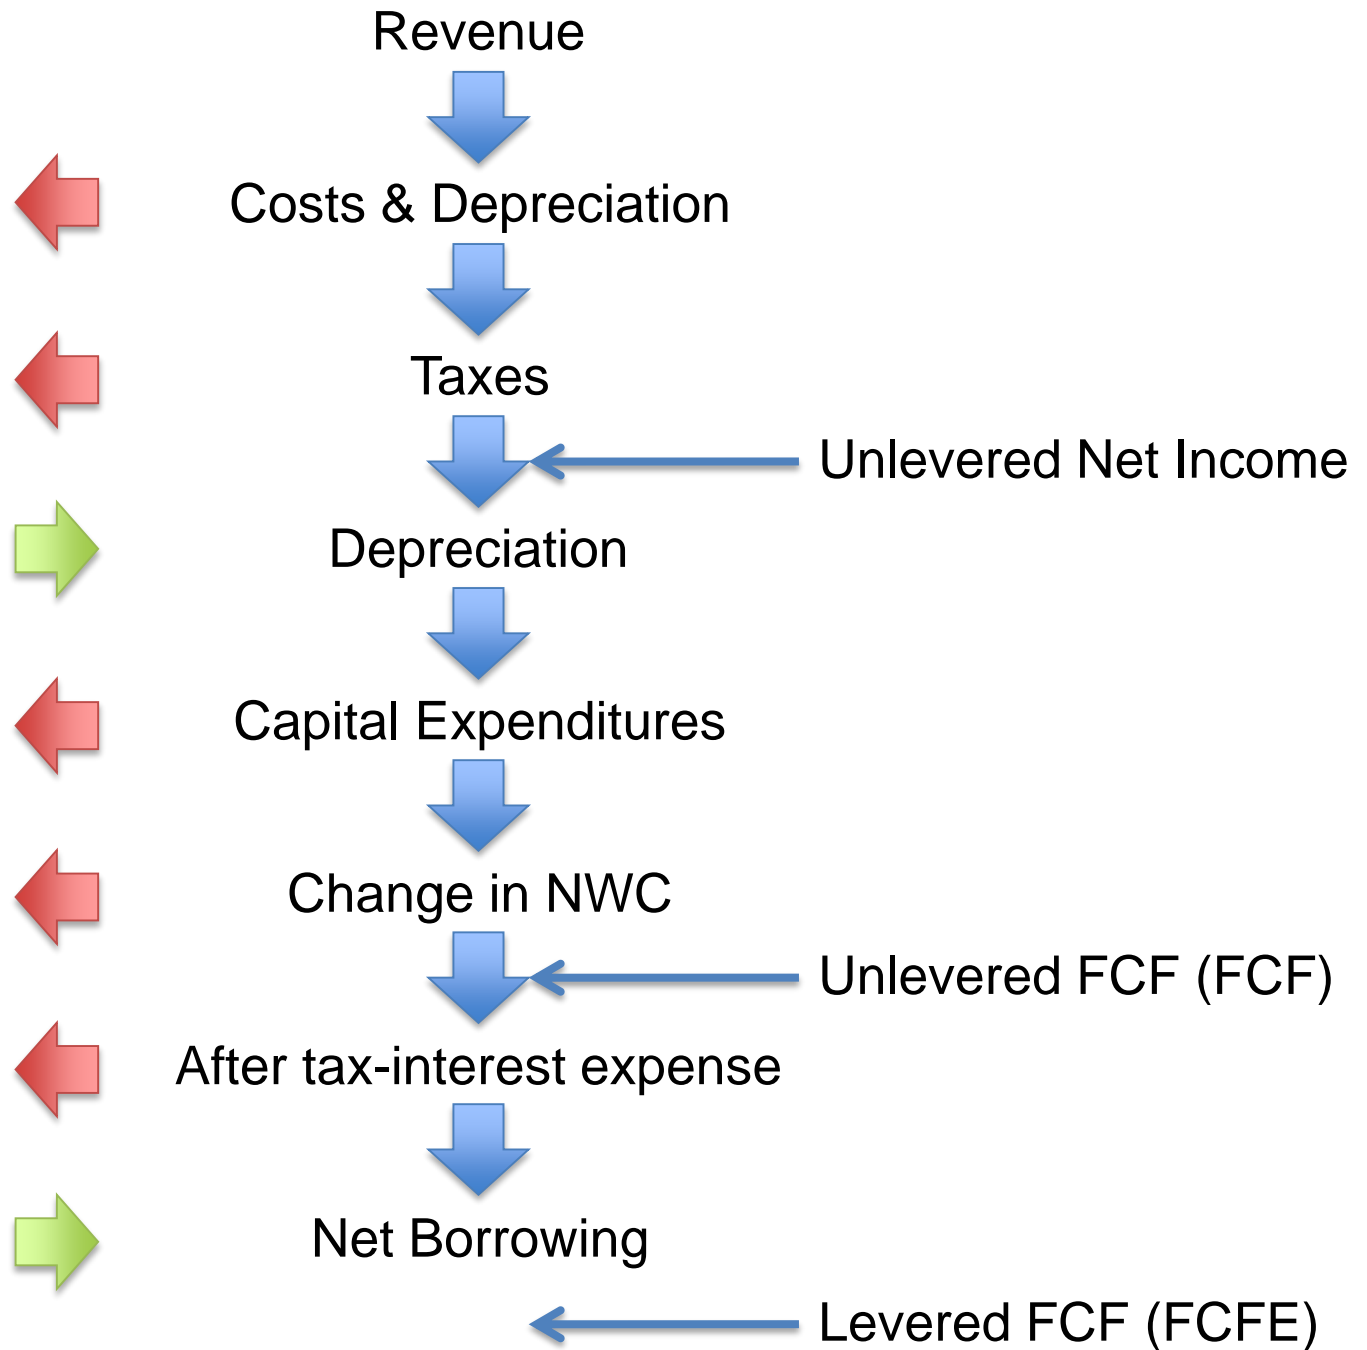 Revenue
Costs & Depreciation
Taxes
Unlevered Net Income
Depreciation
Capital Expenditures
Change in NWC
Unlevered FCF (FCF)
After tax-interest expense
Net Borrowing
Levered FCF (FCFE)